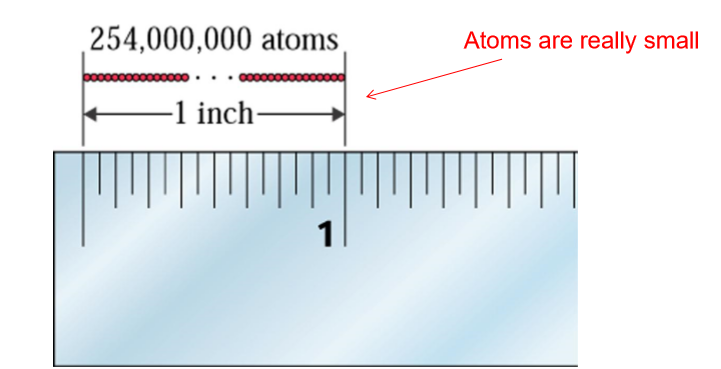 254,000,000 atoms
Atoms are really small
1 inch
1